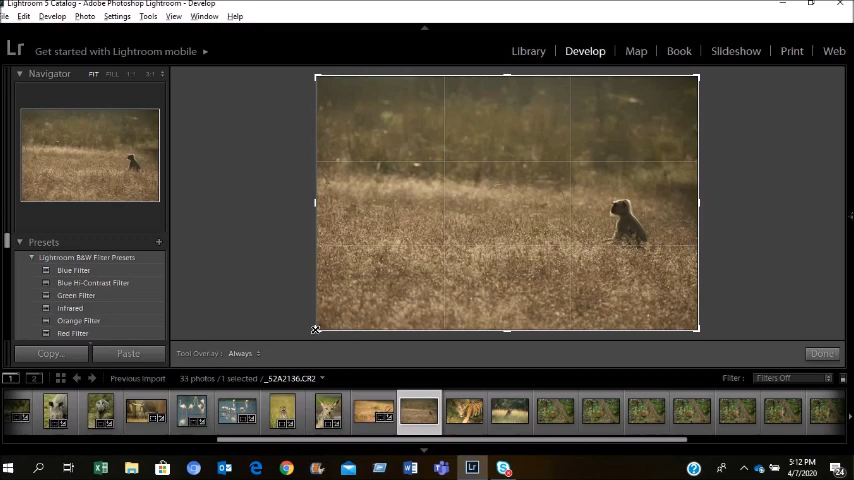 Lightroom 5 Catalog - Adobe Photoshop Lightroom - Develop
Edit Develop Photo Settings Tools View Window Help
Lr Get started with Lightroom mobile
Library Develop Map Book Slideshow Print Web
Navigator FIT FILL 1:1 3:1
Presets +
Lightroom B&W Filter Presets
Blue Filter
Blue Hi-Contrast Filter
Green Filter
Infrared
Orange Filter
Red Filter
Copy... Paste
Tool Overlay : Always
Done
1 2 Previous Import 33 photos / 1 selected / _52A2136.CR2
Filter : Filters Off
5:12 PM
4/7/2020
24